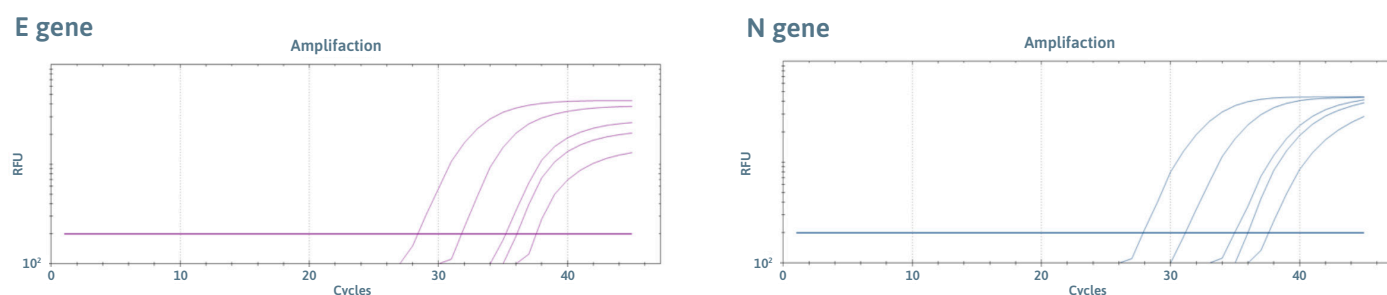 E gene
Amplifaction
RFU
10²
0 10 20 30 40
Cycles
N gene
Amplifaction
RFU
10²
0 10 20 30 40
Cycles